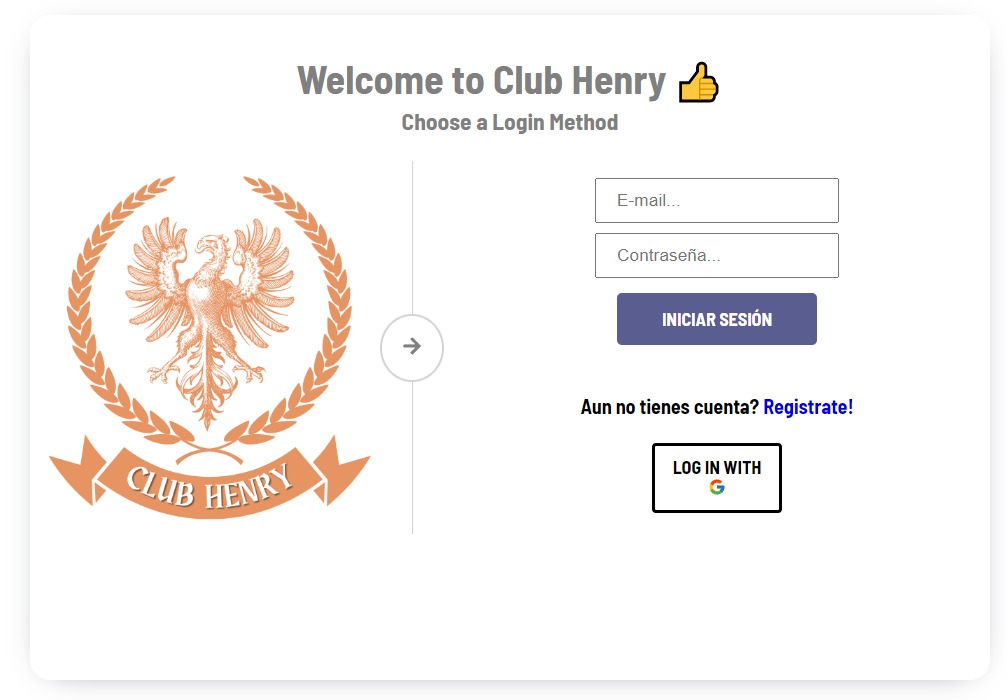 Welcome to Club Henry 👍
Choose a Login Method
E-mail...
Contraseña...
INICIAR SESIÓN
CLUB HENRY
Aun no tienes cuenta? Registrate!
LOG IN WITH